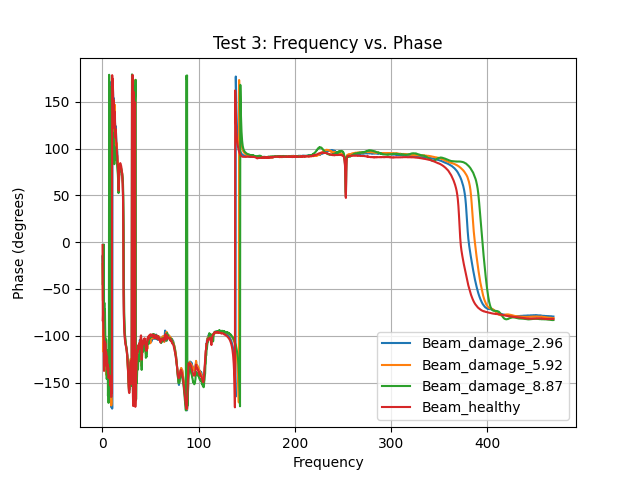 Test 3: Frequency vs. Phase
Phase (degrees)
150
100
50
0
−50
−100
−150
0
100
200
300
400
Frequency
Beam_damage_2.96
Beam_damage_5.92
Beam_damage_8.87
Beam_healthy